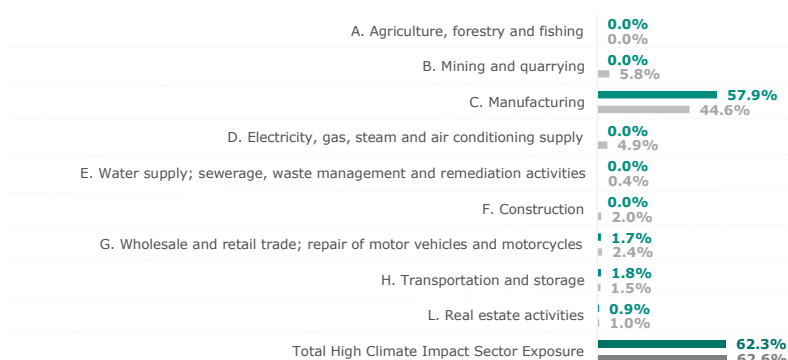 A. Agriculture, forestry and fishing 0.0%
0.0%
B. Mining and quarrying 0.0%
5.8%
C. Manufacturing 57.9%
44.6%
D. Electricity, gas, steam and air conditioning supply 0.0%
4.9%
E. Water supply; sewerage, waste management and remediation activities 0.0%
0.4%
F. Construction 0.0%
2.0%
G. Wholesale and retail trade; repair of motor vehicles and motorcycles 1.7%
2.4%
H. Transportation and storage 1.8%
1.5%
L. Real estate activities 0.9%
1.0%
Total High Climate Impact Sector Exposure 62.3%
62.6%